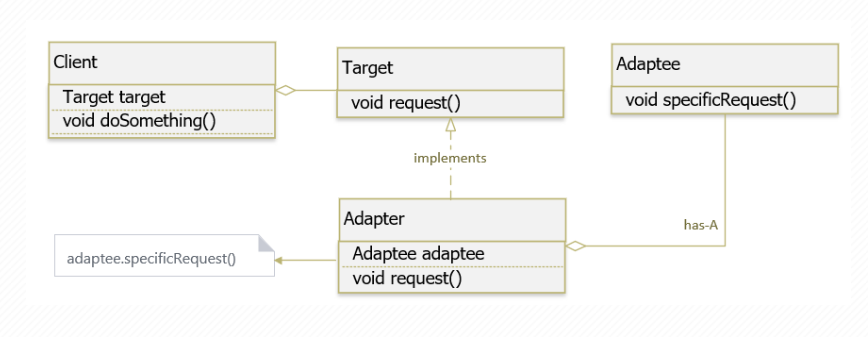 Client
Target target
void doSomething()
Target
void request()
Adaptee
void specificRequest()
implements
Adapter
Adaptee adaptee
void request()
has-A
adaptee.specificRequest()